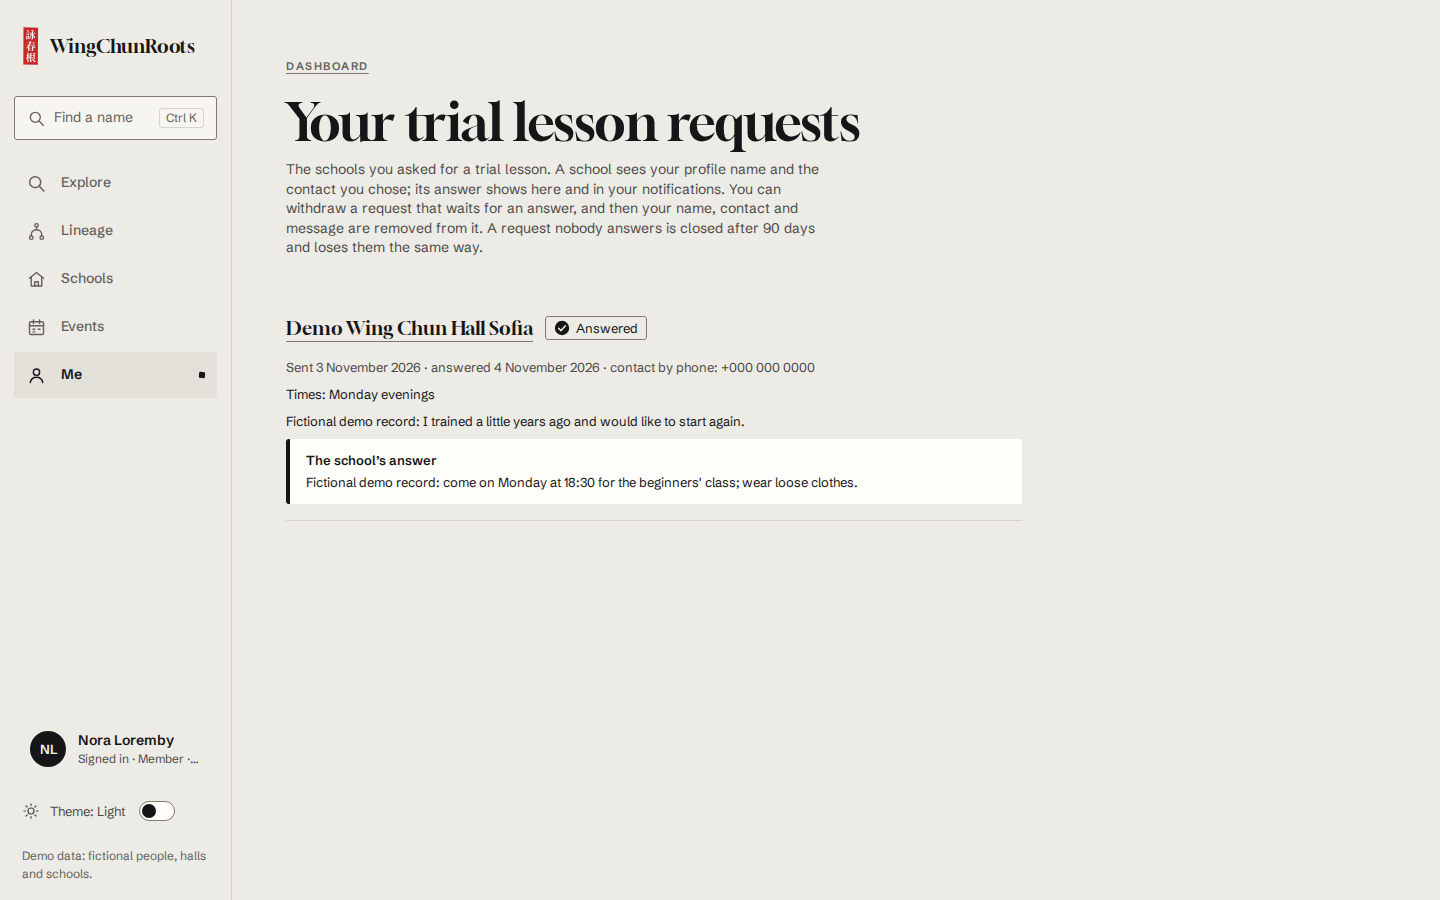 詠春根
WingChunRoots
Find a name
Ctrl K
Explore
Lineage
Schools
Events
Me
NL
Nora Loremby
Signed in · Member ·…
Theme: Light
Demo data: fictional people, halls
and schools.
DASHBOARD
Your trial lesson requests
The schools you asked for a trial lesson. A school sees your profile name and the
contact you chose; its answer shows here and in your notifications. You can
withdraw a request that waits for an answer, and then your name, contact and
message are removed from it. A request nobody answers is closed after 90 days
and loses them the same way.
Demo Wing Chun Hall Sofia
Answered
Sent 3 November 2026 · answered 4 November 2026 · contact by phone: +000 000 0000
Times: Monday evenings
Fictional demo record: I trained a little years ago and would like to start again.
The school’s answer
Fictional demo record: come on Monday at 18:30 for the beginners' class; wear loose clothes.